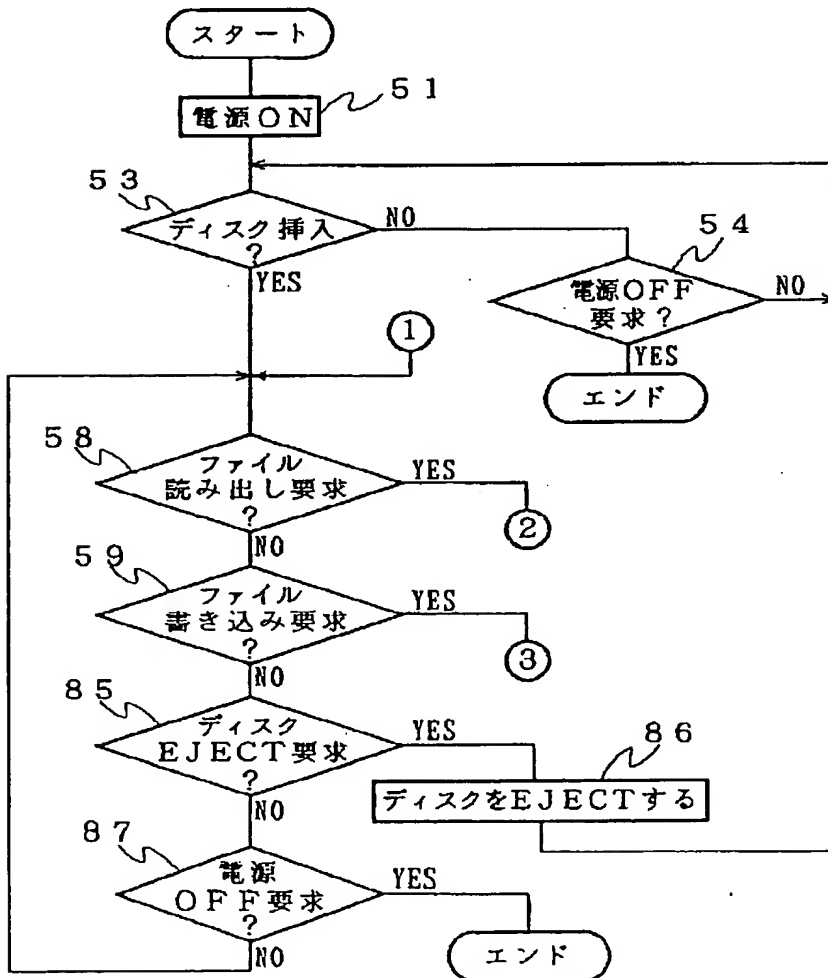 スタート
電源ON
51
53
ディスク挿入
?
NO
YES
54
電源OFF
要求?
NO
YES
エンド
1
58
ファイル
読み出し要求
?
YES
NO
2
59
ファイル
書き込み要求
?
YES
NO
3
85
ディスク
EJECT要求
?
YES
NO
86
ディスクをEJECTする
87
電源
OFF要求
?
YES
NO
エンド